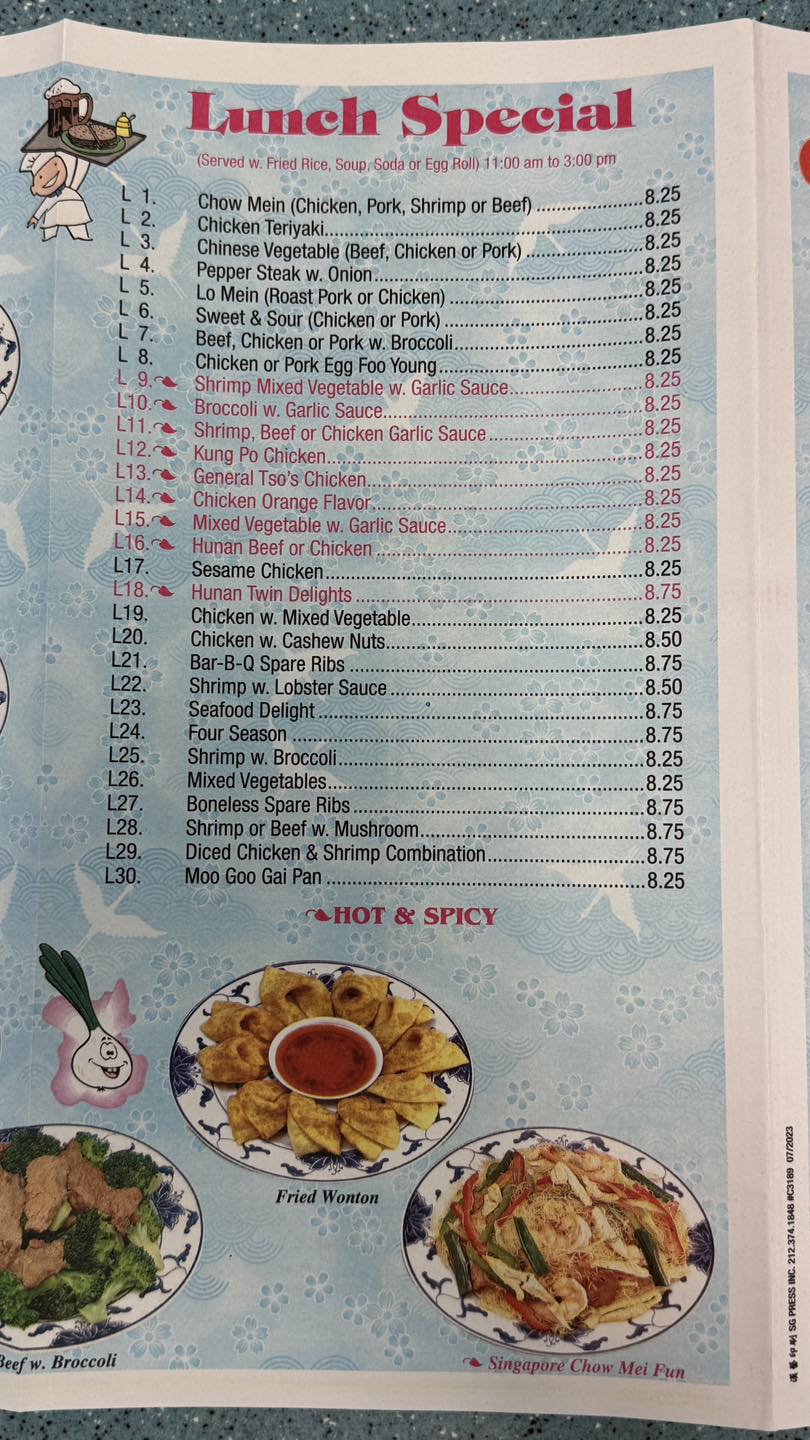 Lunch Special
(Served w. Fried Rice, Soup, Soda or Egg Roll) 11:00 am to 3:00 pm
L 1. Chow Mein (Chicken, Pork, Shrimp or Beef) 8.25
L 2. Chicken Teriyaki 8.25
L 3. Chinese Vegetable (Beef, Chicken or Pork) 8.25
L 4. Pepper Steak w. Onion 8.25
L 5. Lo Mein (Roast Pork or Chicken) 8.25
L 6. Sweet & Sour (Chicken or Pork) 8.25
L 7. Beef, Chicken or Pork w. Broccoli 8.25
L 8. Chicken or Pork Egg Foo Young 8.25
L 9. Shrimp Mixed Vegetable w. Garlic Sauce 8.25
L10. Broccoli w. Garlic Sauce 8.25
L11. Shrimp, Beef or Chicken Garlic Sauce 8.25
L12. Kung Po Chicken 8.25
L13. General Tso's Chicken 8.25
L14. Chicken Orange Flavor 8.25
L15. Mixed Vegetable w. Garlic Sauce 8.25
L16. Hunan Beef or Chicken 8.25
L17. Sesame Chicken 8.25
L18. Hunan Twin Delights 8.75
L19. Chicken w. Mixed Vegetable 8.25
L20. Chicken w. Cashew Nuts 8.50
L21. Bar-B-Q Spare Ribs 8.75
L22. Shrimp w. Lobster Sauce 8.50
L23. Seafood Delight 8.75
L24. Four Season 8.75
L25. Shrimp w. Broccoli 8.25
L26. Mixed Vegetables 8.25
L27. Boneless Spare Ribs 8.75
L28. Shrimp or Beef w. Mushroom 8.75
L29. Diced Chicken & Shrimp Combination 8.75
L30. Moo Goo Gai Pan 8.25
HOT & SPICY
Fried Wonton
Beef w. Broccoli
Singapore Chow Mei Fun
SG PRESS INC. 212.374.1848 #C3189 07/2023